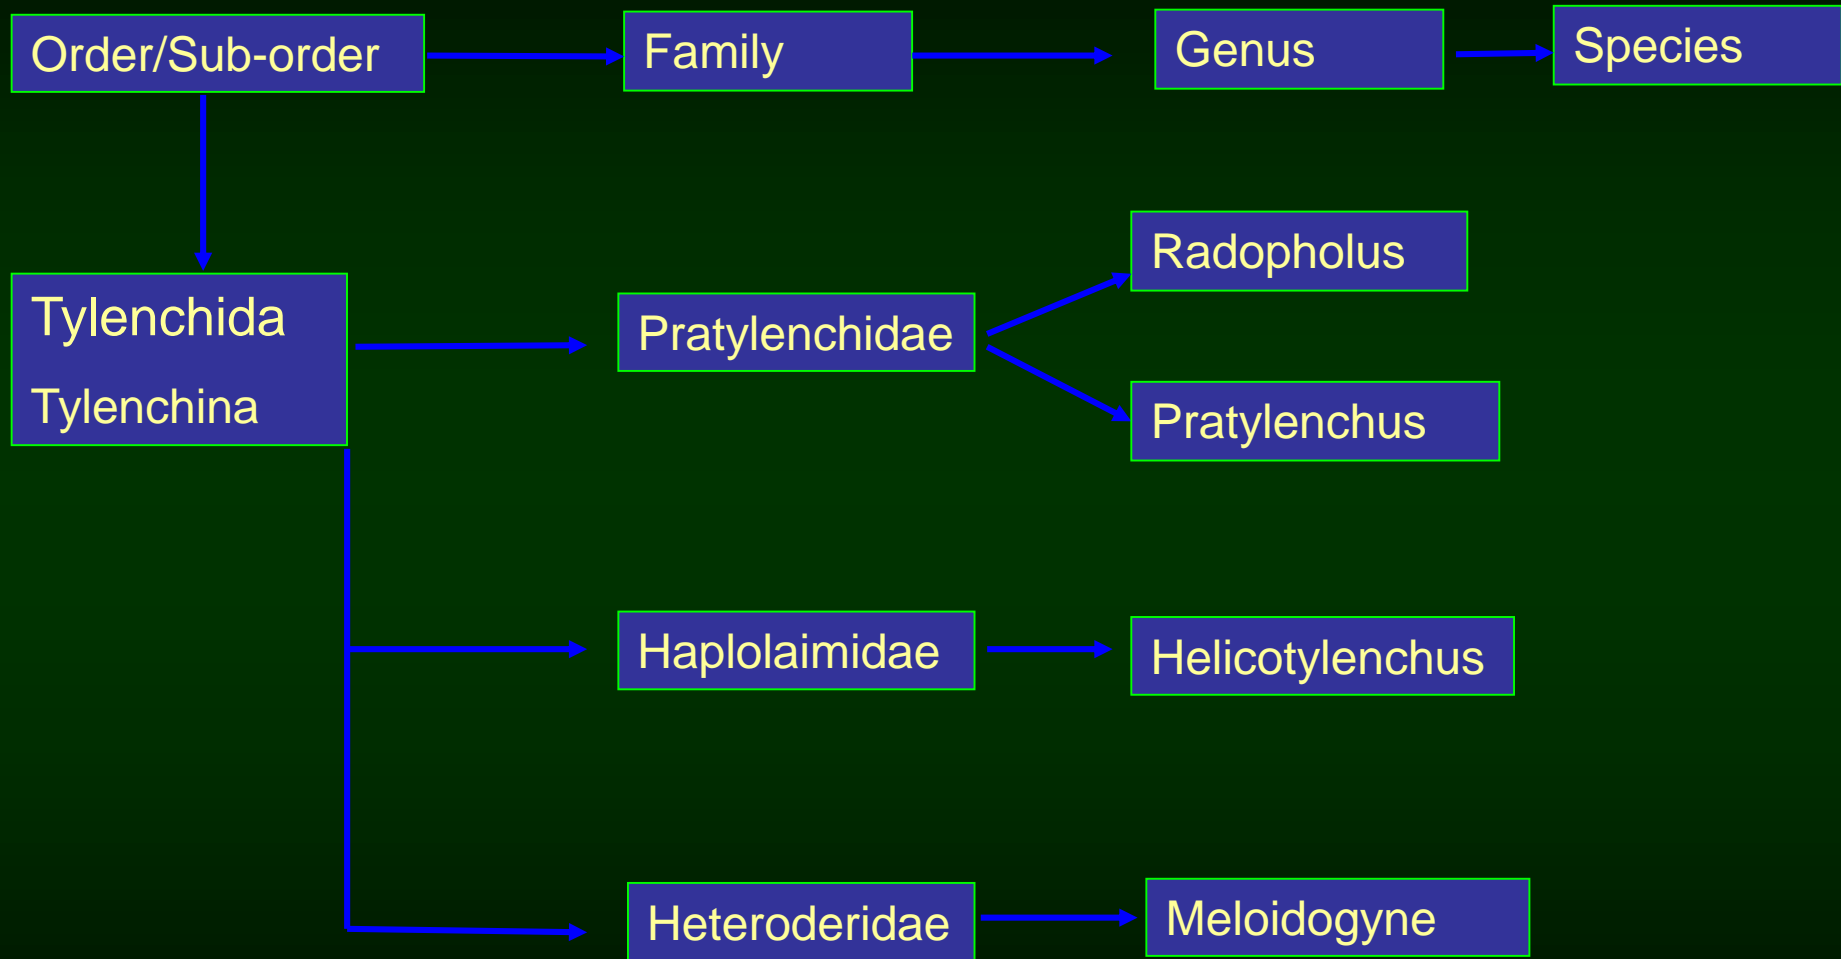 Order/Sub-order
Family
Genus
Species
Tylenchida
Tylenchina
Pratylenchidae
Radopholus
Pratylenchus
Haplolaimidae
Helicotylenchus
Heteroderidae
Meloidogyne